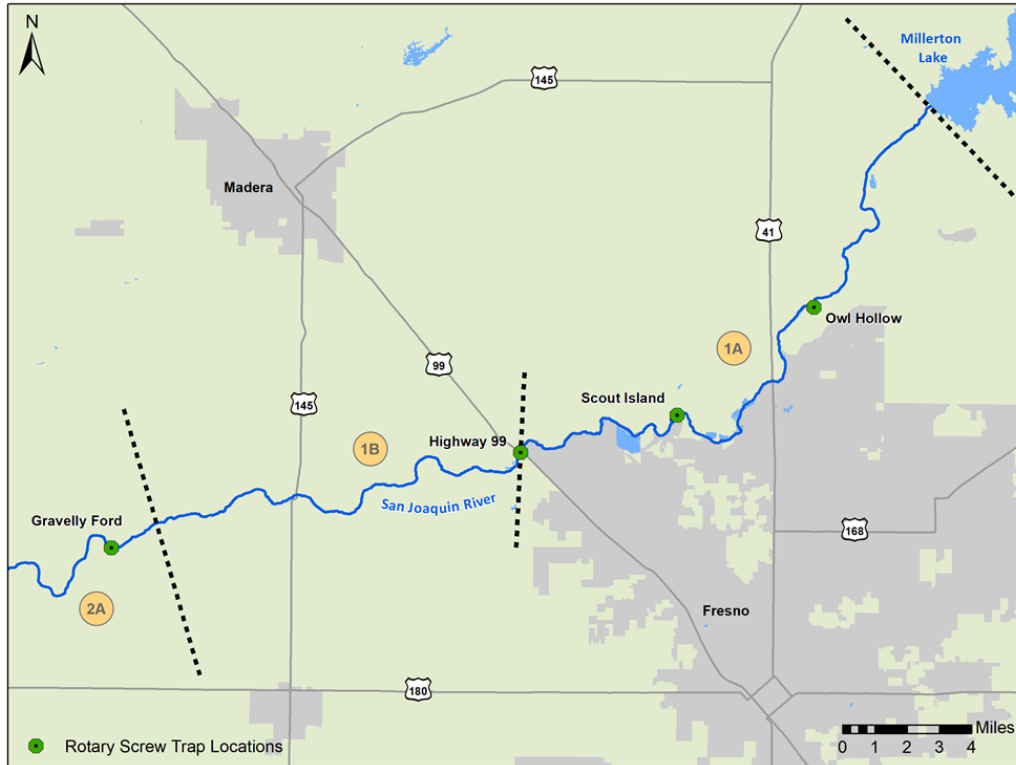 N
Millerton
Lake
145
Madera
41
Owl Hollow
1A
99
Scout Island
145
Highway 99
1B
San Joaquin River
Gravelly Ford
168
2A
Fresno
180
Rotary Screw Trap Locations
Miles
0 1 2 3 4